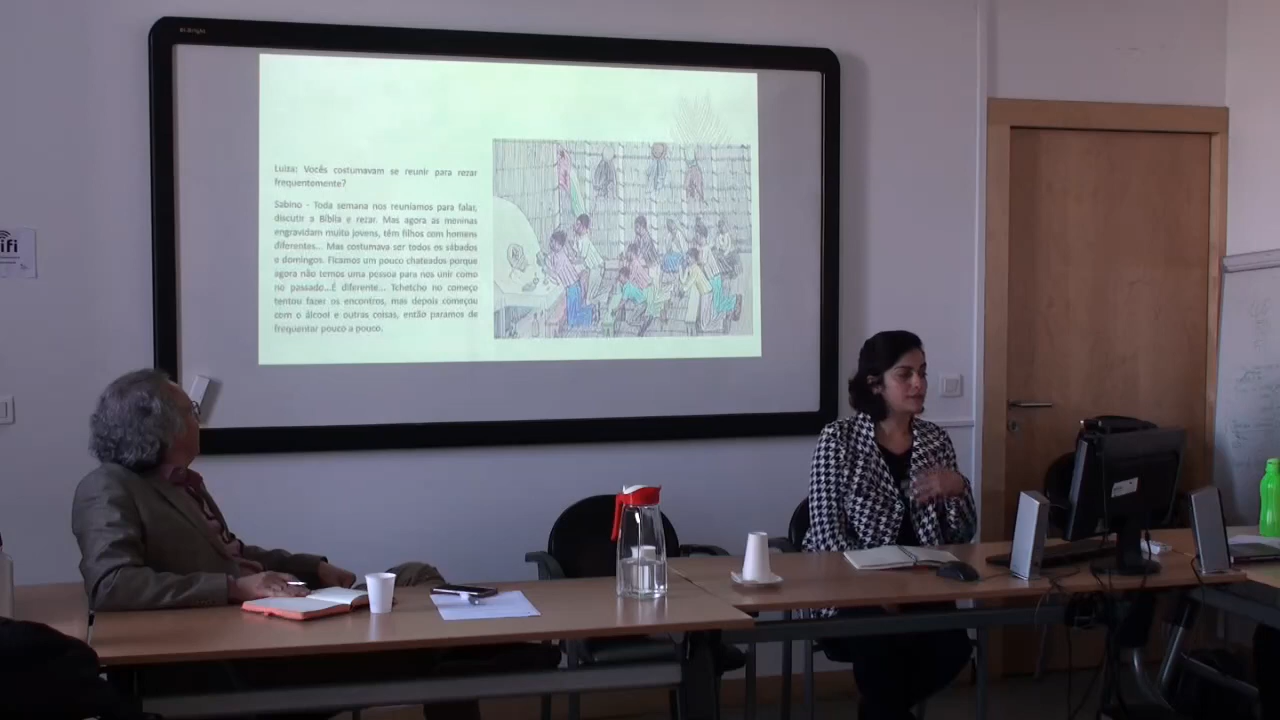 Luiza: Vocês costumavam se reunir para rezar
frequentemente?
Sabino - Toda semana nos reuníamos para falar,
discutir a Bíblia e rezar. Mas agora as meninas
engravidam muito jovens, têm filhos com homens
diferentes... Mas costumava ser todos os sábados
e domingos. Ficamos um pouco chateados porque
agora não temos uma pessoa para nos unir como
no passado...É diferente... Tchetcho no começo
tentou fazer os encontros, mas depois começou
com o álcool e outras coisas, então paramos de
frequentar pouco a pouco.
ifi